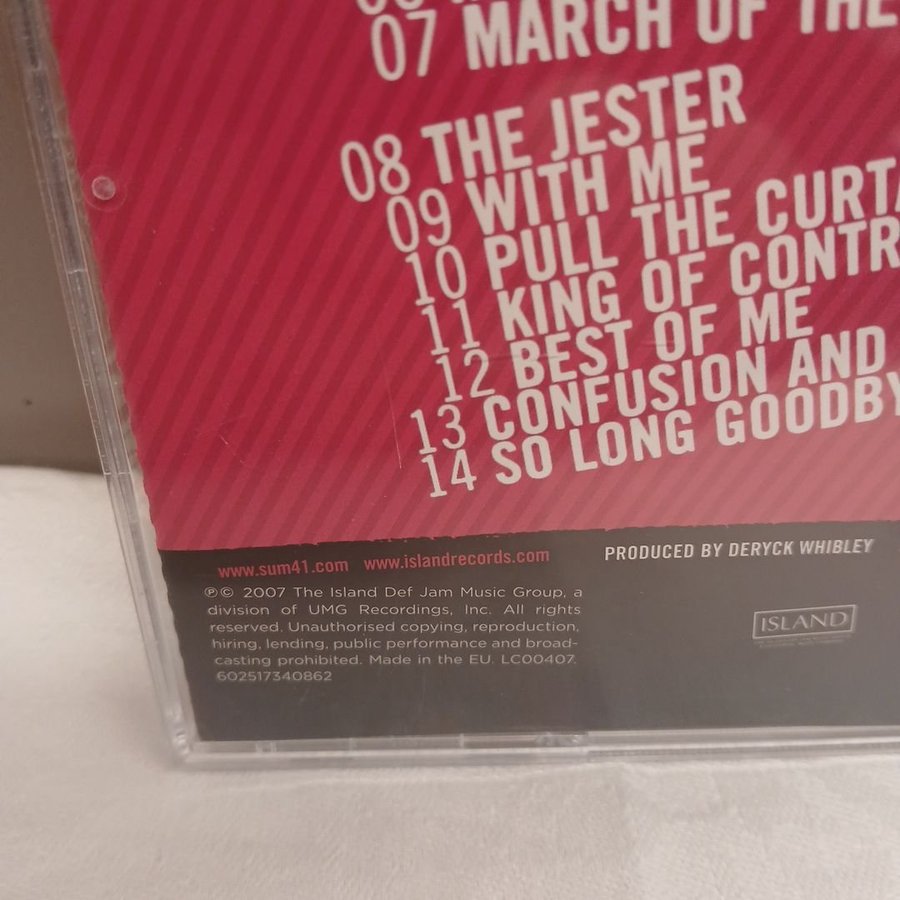 07 MARCH OF THE
08 THE JESTER
09 WITH ME
10 PULL THE CURTA
11 KING OF CONTR
12 BEST OF ME
13 CONFUSION AND
14 SO LONG GOODBY
www.sum41.com www.islandrecords.com
PRODUCED BY DERYCK WHIBLEY
℗© 2007 The Island Def Jam Music Group, a
division of UMG Recordings, Inc. All rights
reserved. Unauthorised copying, reproduction,
hiring, lending, public performance and broad-
casting prohibited. Made in the EU. LC00407.
602517340862
ISLAND